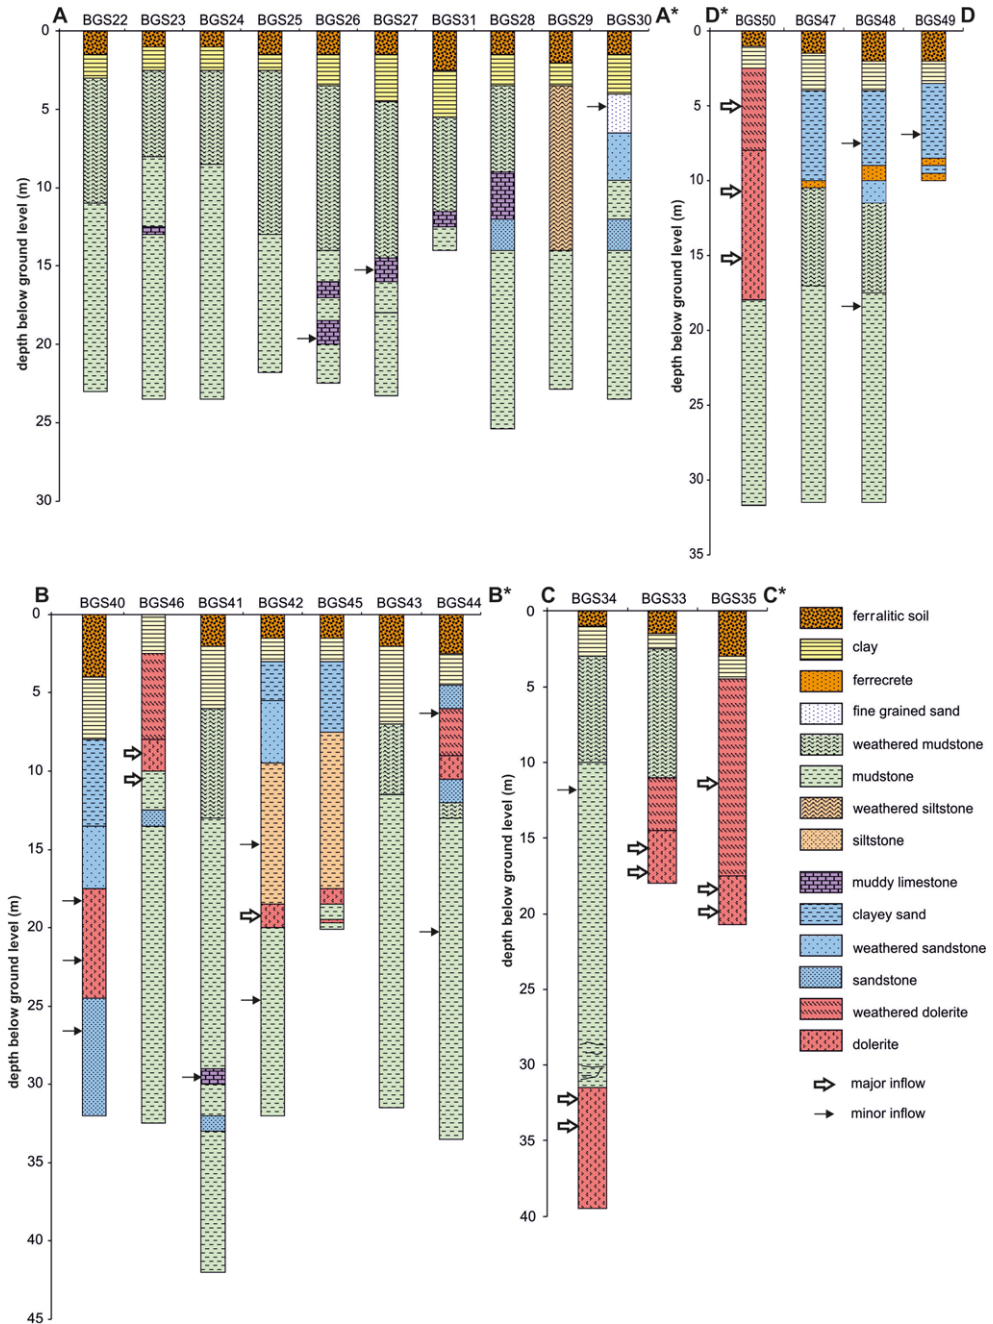 A BGS22 BGS23 BGS24 BGS25 BGS26 BGS27 BGS31 BGS28 BGS29 BGS30 A*
0
5
10
15
20
25
30
depth below ground level (m)
D* BGS50 BGS47 BGS48 BGS49 D
0
5
10
15
20
25
30
35
depth below ground level (m)
B BGS40 BGS46 BGS41 BGS42 BGS45 BGS43 BGS44 B*
0
5
10
15
20
25
30
35
40
45
depth below ground level (m)
C BGS34 BGS33 BGS35 C*
0
5
10
15
20
25
30
35
40
depth below ground level (m)
ferralitic soil
clay
ferrecrete
fine grained sand
weathered mudstone
mudstone
weathered siltstone
siltstone
muddy limestone
clayey sand
weathered sandstone
sandstone
weathered dolerite
dolerite
major inflow
minor inflow